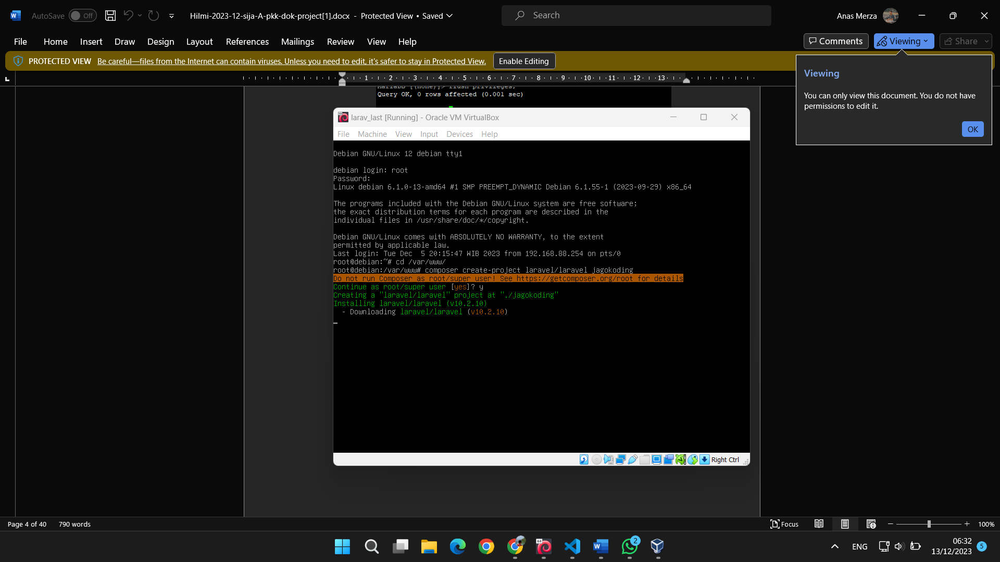 AutoSave Off Hilmi-2023-12-sija-A-pkk-dok-project[1].docx - Protected View • Saved Search Anas Merza
File Home Insert Draw Design Layout References Mailings Review View Help Comments Viewing Share
PROTECTED VIEW Be careful—files from the Internet can contain viruses. Unless you need to edit, it's safer to stay in Protected View. Enable Editing
1 2 3 4 5 6 7 8 9 10 11 12 13
Viewing
You can only view this document. You do not have
permissions to edit it.
OK
MariaDB [(none)]> flush privileges;
Query OK, 0 rows affected (0.001 sec)
larav_last [Running] - Oracle VM VirtualBox
File Machine View Input Devices Help
Debian GNU/Linux 12 debian tty1
debian login: root
Password:
Linux debian 6.1.0-13-amd64 #1 SMP PREEMPT_DYNAMIC Debian 6.1.55-1 (2023-09-29) x86_64
The programs included with the Debian GNU/Linux system are free software;
the exact distribution terms for each program are described in the
individual files in /usr/share/doc/*/copyright.
Debian GNU/Linux comes with ABSOLUTELY NO WARRANTY, to the extent
permitted by applicable law.
Last login: Tue Dec  5 20:15:47 WIB 2023 from 192.168.88.254 on pts/0
root@debian:~# cd /var/www/
root@debian:/var/www# composer create-project laravel/laravel jagokoding
Do not run Composer as root/super user! See https://getcomposer.org/root for details
Continue as root/super user [yes]? y
Creating a "laravel/laravel" project at "./jagokoding"
Installing laravel/laravel (v10.2.10)
  - Downloading laravel/laravel (v10.2.10)
Right Ctrl
Page 4 of 40 790 words Focus 100%
64 2 ENG 06:32
13/12/2023 5